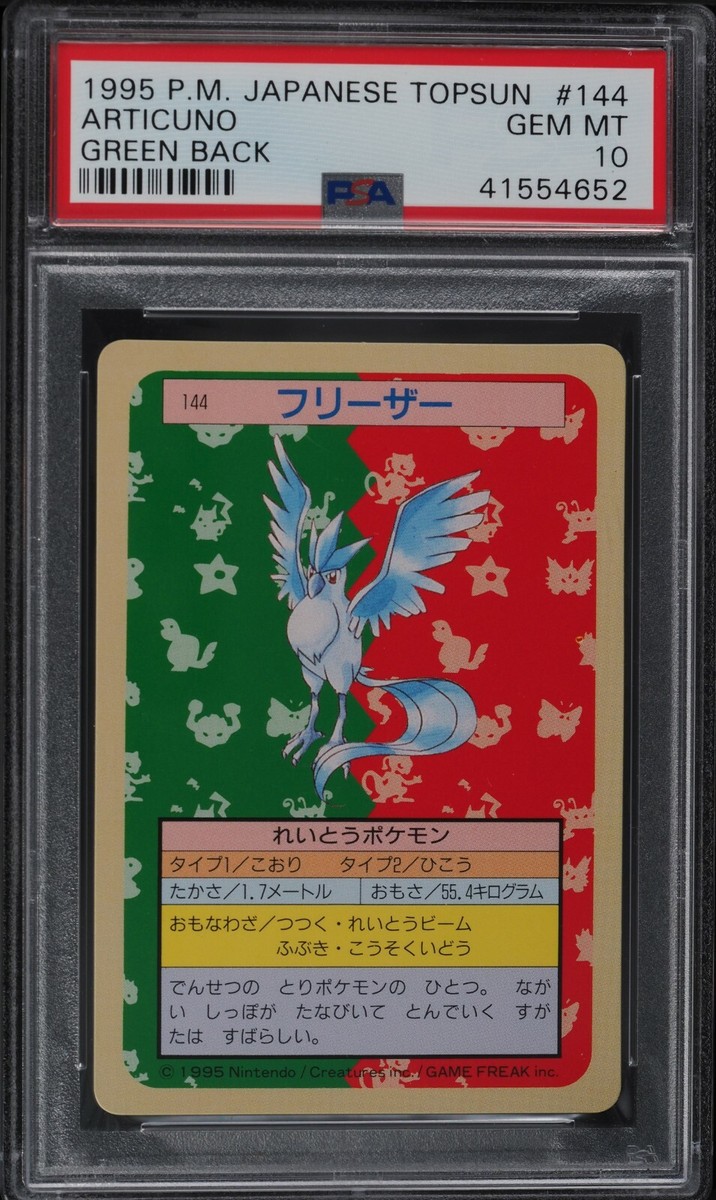 1995 P.M. JAPANESE TOPSUN #144
ARTICUNO GEM MT
GREEN BACK 10
PSA 41554652
144 フリーザー
れいとうポケモン
タイプ1/こおり タイプ2/ひこう
たかさ/1.7メートル おもさ/55.4キログラム
おもなわざ/つつく・れいとうビーム
ふぶき・こうそくいどう
でんせつの とりポケモンの ひとつ。 なが
い しっぽが たなびいて とんでいく すが
たは すばらしい。
© 1995 Nintendo / Creatures inc. / GAME FREAK inc.